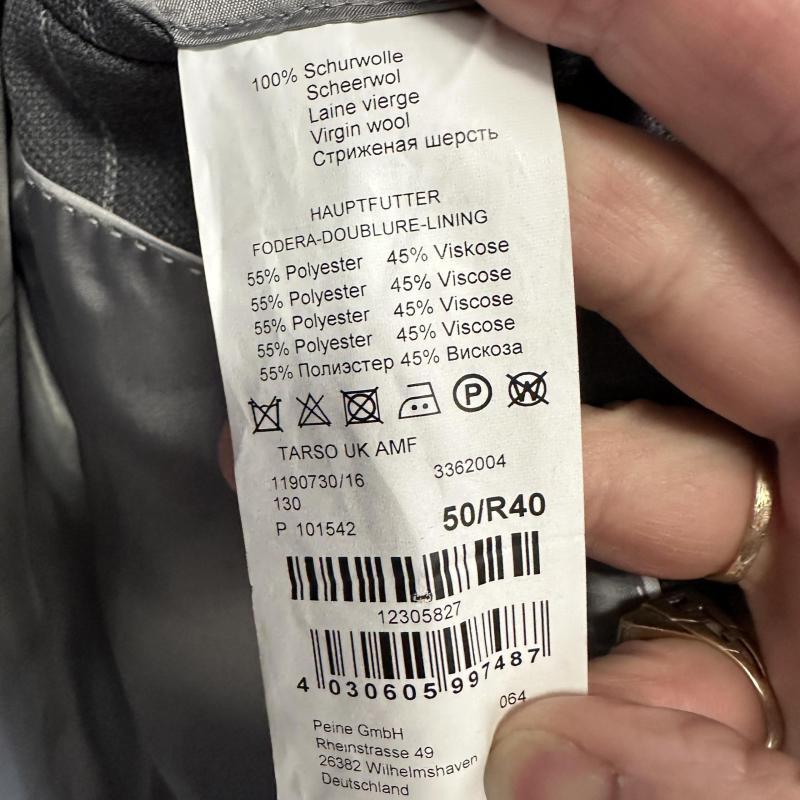 100% Schurwolle
Scheerwol
Laine vierge
Virgin wool
Стриженая шерсть
HAUPTFUTTER
FODERA-DOUBLURE-LINING
55% Polyester 45% Viskose
55% Polyester 45% Viscose
55% Polyester 45% Viscose
55% Polyester 45% Viscose
55% Полиэстер 45% Вискоза
P W
TARSO UK AMF
1190730/16 3362004
130
P 101542 50/R40
12305827
4 030605 997487
064
Peine GmbH
Rheinstrasse 49
26382 Wilhelmshaven
Deutschland